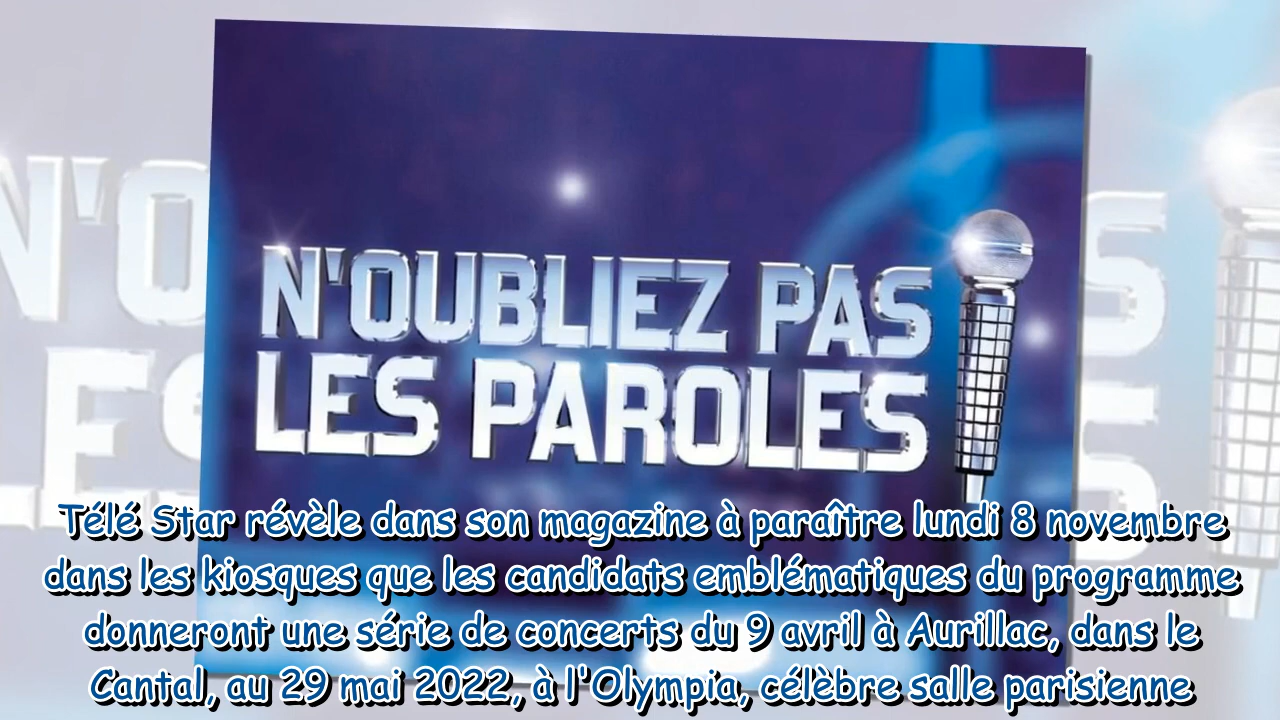 N'OUBLIEZ PAS
LES PAROLES
Télé Star révèle dans son magazine à paraître lundi 8 novembre
dans les kiosques que les candidats emblématiques du programme
donneront une série de concerts du 9 avril à Aurillac, dans le
Cantal, au 29 mai 2022, à l'Olympia, célèbre salle parisienne